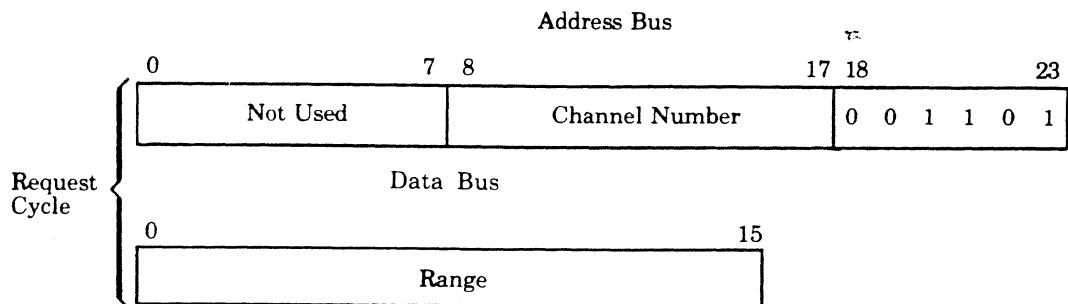 Address Bus
0 7 8 17 18 23
Not Used Channel Number 0 0 1 1 0 1
Request
Cycle
Data Bus
0 15
Range